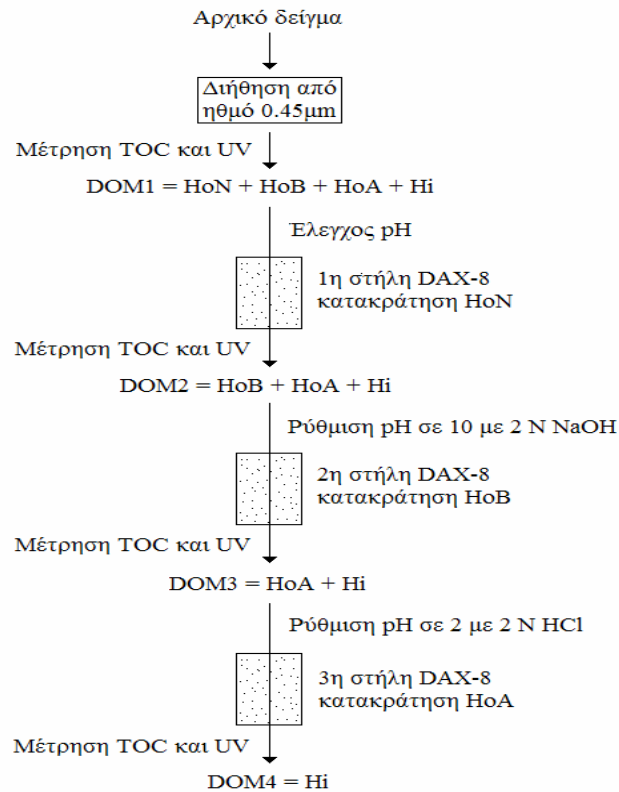 Αρχικό δείγμα
Διήθηση από
ηθμό 0.45μm
Μέτρηση TOC και UV
DOM1 = HoN + HoB + HoA + Hi
Έλεγχος pH
1η στήλη DAX-8
κατακράτηση HoN
Μέτρηση TOC και UV
DOM2 = HoB + HoA + Hi
Ρύθμιση pH σε 10 με 2 N NaOH
2η στήλη DAX-8
κατακράτηση HoB
Μέτρηση TOC και UV
DOM3 = HoA + Hi
Ρύθμιση pH σε 2 με 2 N HCl
3η στήλη DAX-8
κατακράτηση HoA
Μέτρηση TOC και UV
DOM4 = Hi